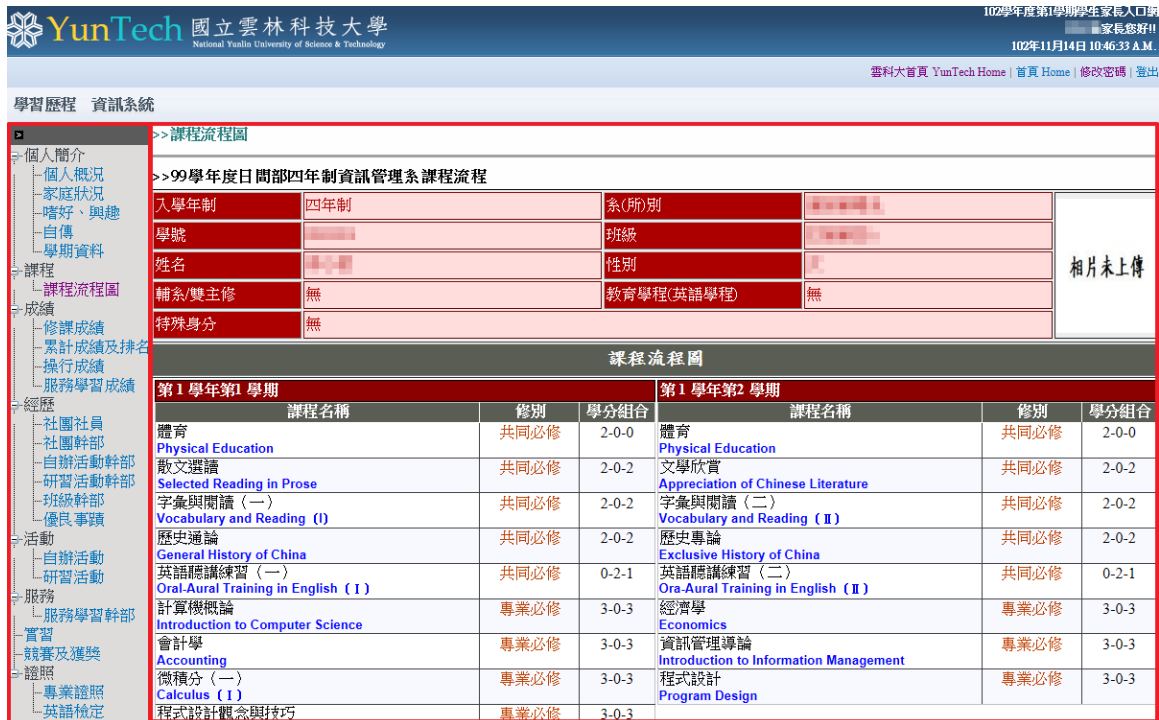 YunTech 國立雲林科技大學
National Yunlin University of Science & Technology
102學年度第1學期學生家長入口網
家長您好!!
102年11月14日 10:46:33 A.M.
雲科大首頁 YunTech Home | 首頁 Home | 修改密碼 | 登出
學習歷程 資訊系統
個人簡介
個人概況
家庭狀況
嗜好、興趣
自傳
學期資料
課程
課程流程圖
成績
修課成績
累計成績及排名
操行成績
服務學習成績
經歷
社團社員
社團幹部
自辦活動幹部
研習活動幹部
班級幹部
優良事蹟
活動
自辦活動
研習活動
服務
服務學習幹部
實習
競賽及獲獎
證照
專業證照
英語檢定
>>課程流程圖
>>99學年度日間部四年制資訊管理系課程流程
入學年制 四年制 系(所)別
學號 班級
姓名 性別
輔系/雙主修 無 教育學程(英語學程) 無
特殊身分 無
相片未上傳
課程流程圖
第1 學年第1 學期 第1 學年第2 學期
課程名稱 修別 學分組合 課程名稱 修別 學分組合
體育 共同必修 2-0-0 體育 共同必修 2-0-0
Physical Education Physical Education
散文選讀 共同必修 2-0-2 文學欣賞 共同必修 2-0-2
Selected Reading in Prose Appreciation of Chinese Literature
字彙與閱讀（一） 共同必修 2-0-2 字彙與閱讀（二） 共同必修 2-0-2
Vocabulary and Reading (I) Vocabulary and Reading（Ⅱ）
歷史通論 共同必修 2-0-2 歷史專論 共同必修 2-0-2
General History of China Exclusive History of China
英語聽講練習（一） 共同必修 0-2-1 英語聽講練習（二） 共同必修 0-2-1
Oral-Aural Training in English（Ⅰ） Ora-Aural Training in English（Ⅱ）
計算機概論 專業必修 3-0-3 經濟學 專業必修 3-0-3
Introduction to Computer Science Economics
會計學 專業必修 3-0-3 資訊管理導論 專業必修 3-0-3
Accounting Introduction to Information Management
微積分（一） 專業必修 3-0-3 程式設計 專業必修 3-0-3
Calculus（Ⅰ） Program Design
程式設計觀念與技巧 專業必修 3-0-3